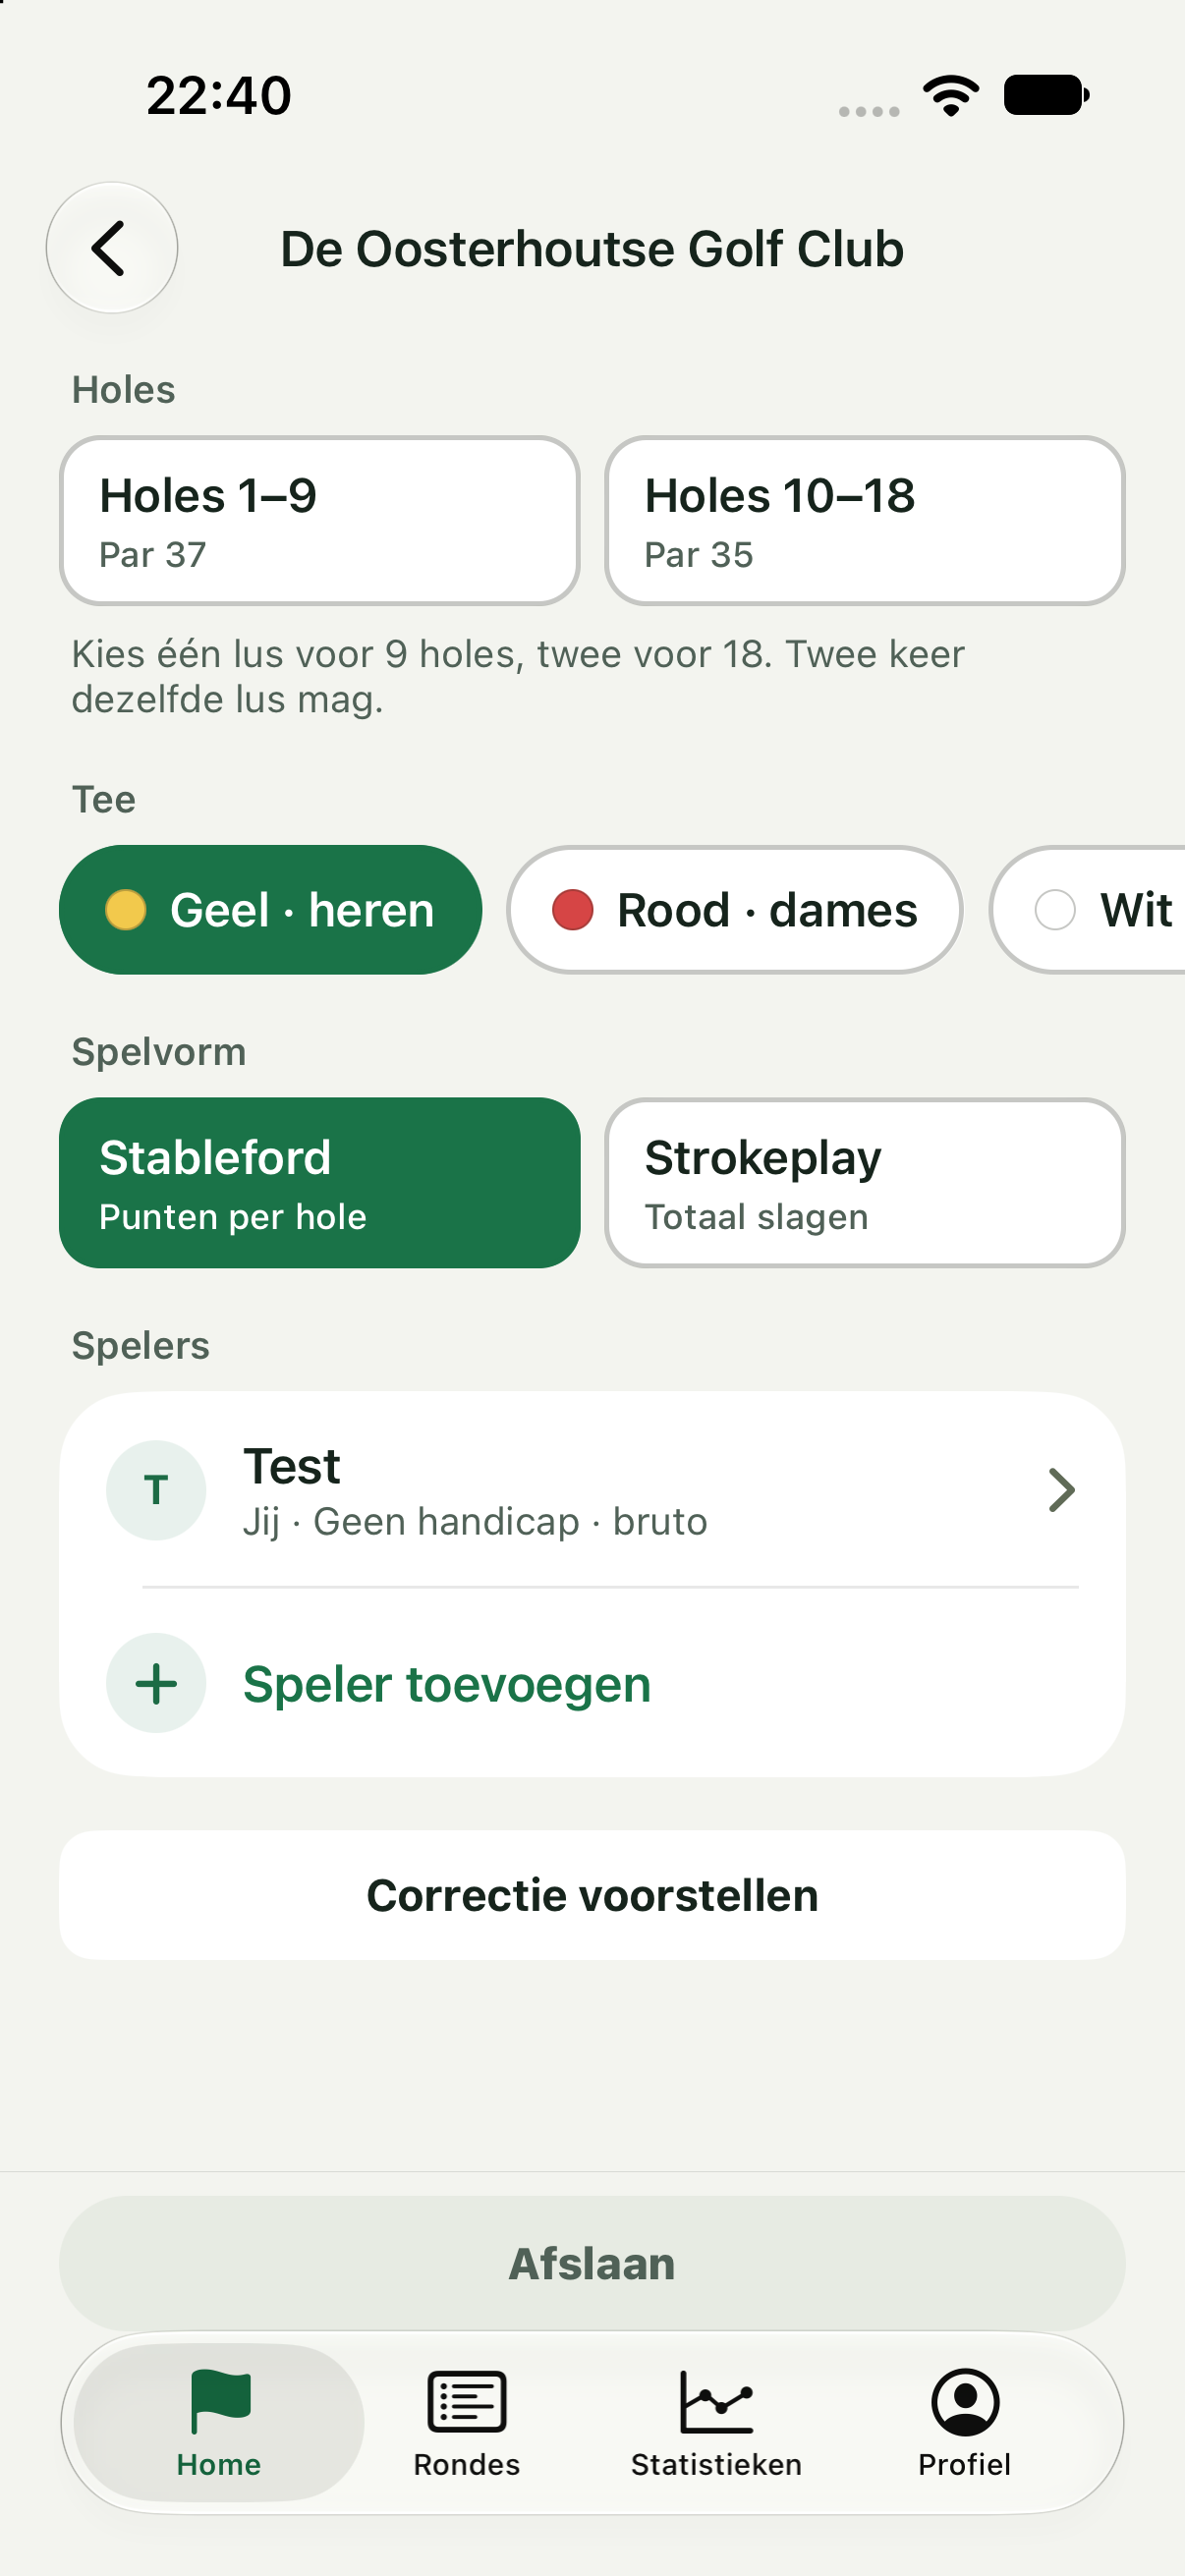 22:40
De Oosterhoutse Golf Club
Holes
Holes 1–9
Par 37
Holes 10–18
Par 35
Kies één lus voor 9 holes, twee voor 18. Twee keer
dezelfde lus mag.
Tee
Geel · heren
Rood · dames
Wit
Spelvorm
Stableford
Punten per hole
Strokeplay
Totaal slagen
Spelers
T
Test
Jij · Geen handicap · bruto
Speler toevoegen
Correctie voorstellen
Afslaan
Home
Rondes
Statistieken
Profiel